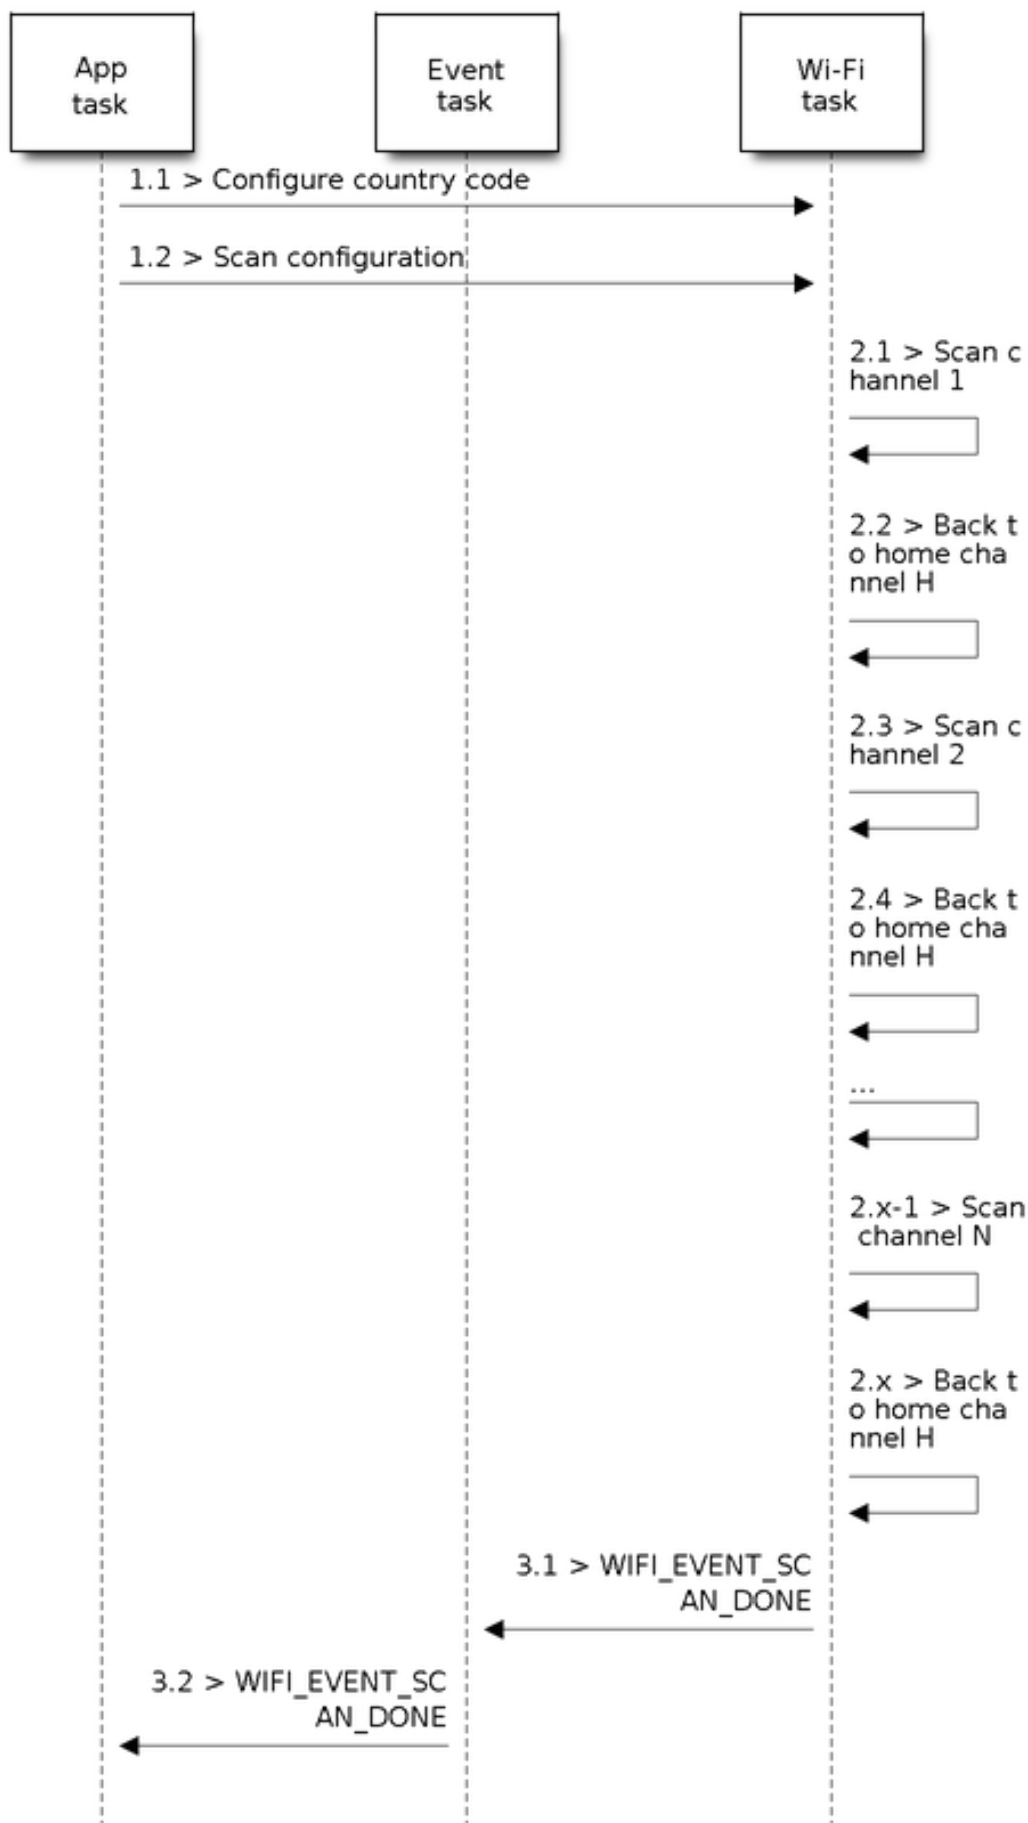 App
task
Event
task
Wi-Fi
task
1.1 > Configure country code
1.2 > Scan configuration
2.1 > Scan c
hannel 1
2.2 > Back t
o home cha
nnel H
2.3 > Scan c
hannel 2
2.4 > Back t
o home cha
nnel H
...
2.x-1 > Scan
channel N
2.x > Back t
o home cha
nnel H
3.1 > WIFI_EVENT_SC
AN_DONE
3.2 > WIFI_EVENT_SC
AN_DONE